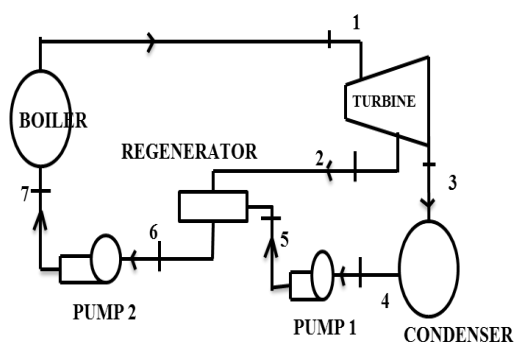 1
TURBINE
BOILER
REGENERATOR
2
3
7
6
5
4
PUMP 2
PUMP 1
CONDENSER